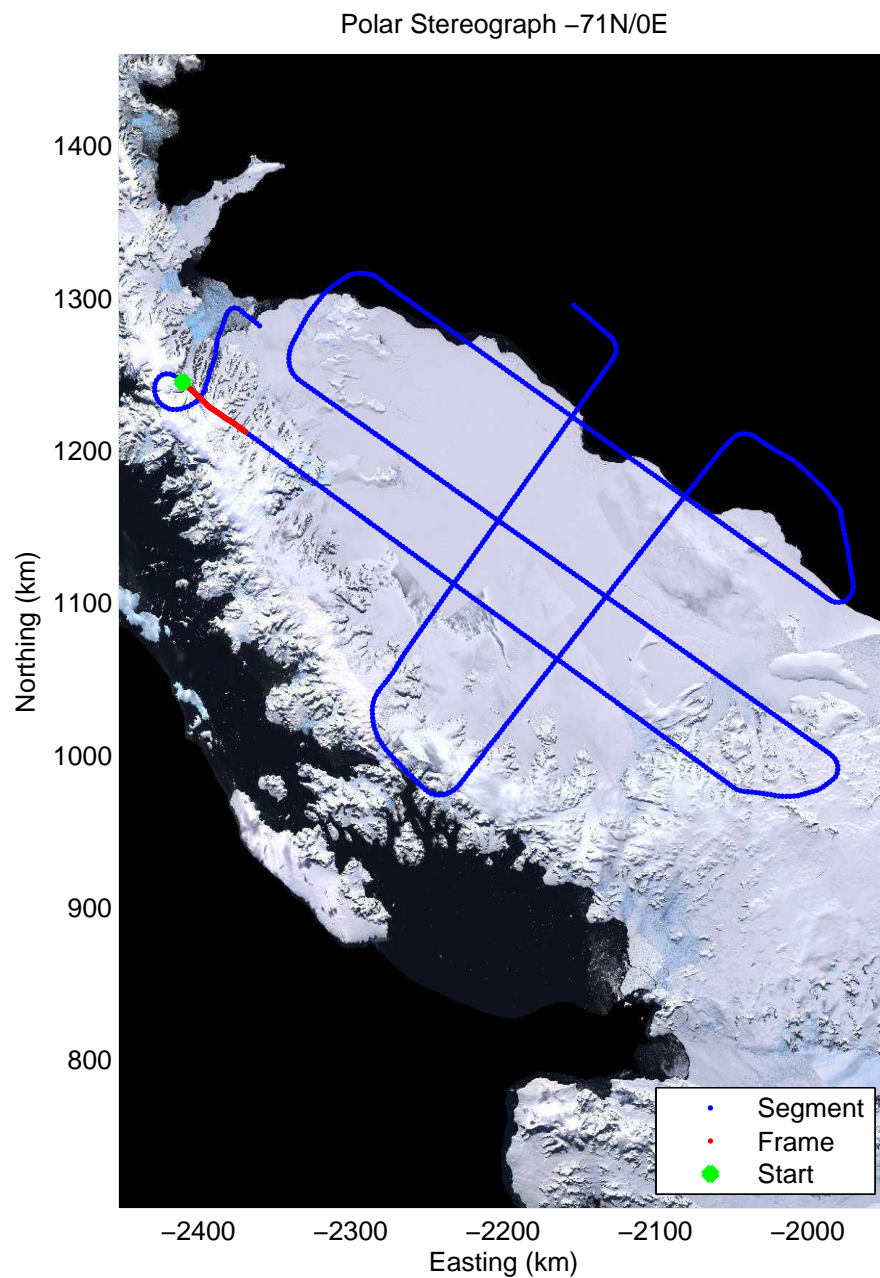 Polar Stereograph −71N/0E
1400
1300
1200
1100
1000
900
800
Northing (km)
−2400
−2300
−2200
−2100
−2000
Easting (km)
Segment
Frame
Start